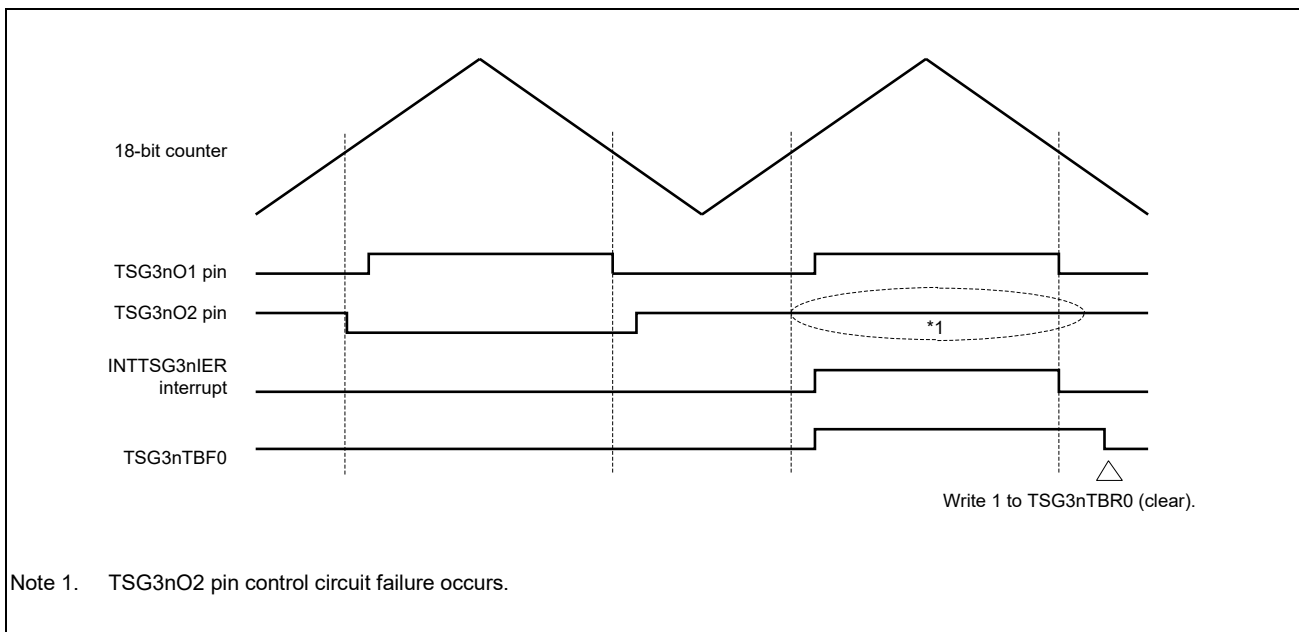 18-bit counter
TSG3nO1 pin
TSG3nO2 pin
*1
INTTSG3nIER
interrupt
TSG3nTBF0
Write 1 to TSG3nTBR0 (clear).
Note 1. TSG3nO2 pin control circuit failure occurs.